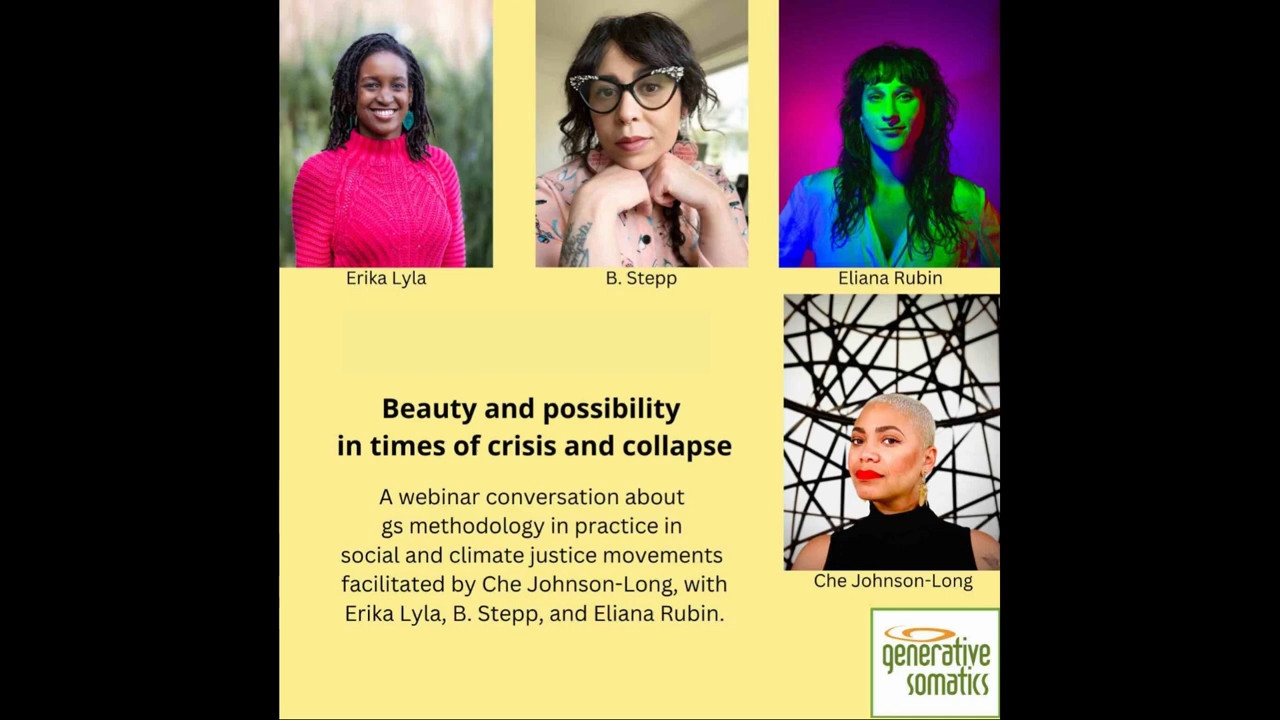 Erika Lyla
B. Stepp
Eliana Rubin
Beauty and possibility
in times of crisis and collapse
A webinar conversation about
gs methodology in practice in
social and climate justice movements
facilitated by Che Johnson-Long, with
Erika Lyla, B. Stepp, and Eliana Rubin.
Che Johnson-Long
generative
somatics